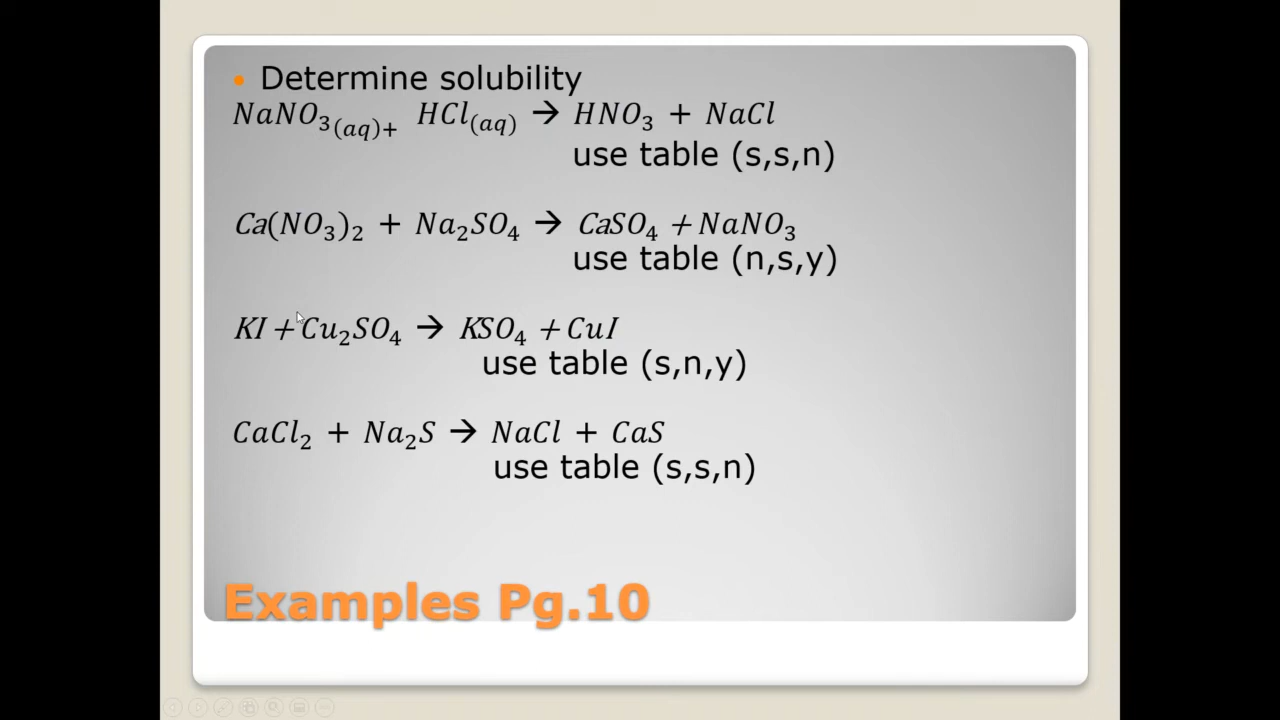 • Determine solubility
NaNO₃₍aq₎₊ HCl₍aq₎ → HNO₃ + NaCl
use table (s,s,n)
Ca(NO₃)₂ + Na₂SO₄ → CaSO₄ + NaNO₃
use table (n,s,y)
KI + Cu₂SO₄ → KSO₄ + CuI
use table (s,n,y)
CaCl₂ + Na₂S → NaCl + CaS
use table (s,s,n)
Examples Pg.10